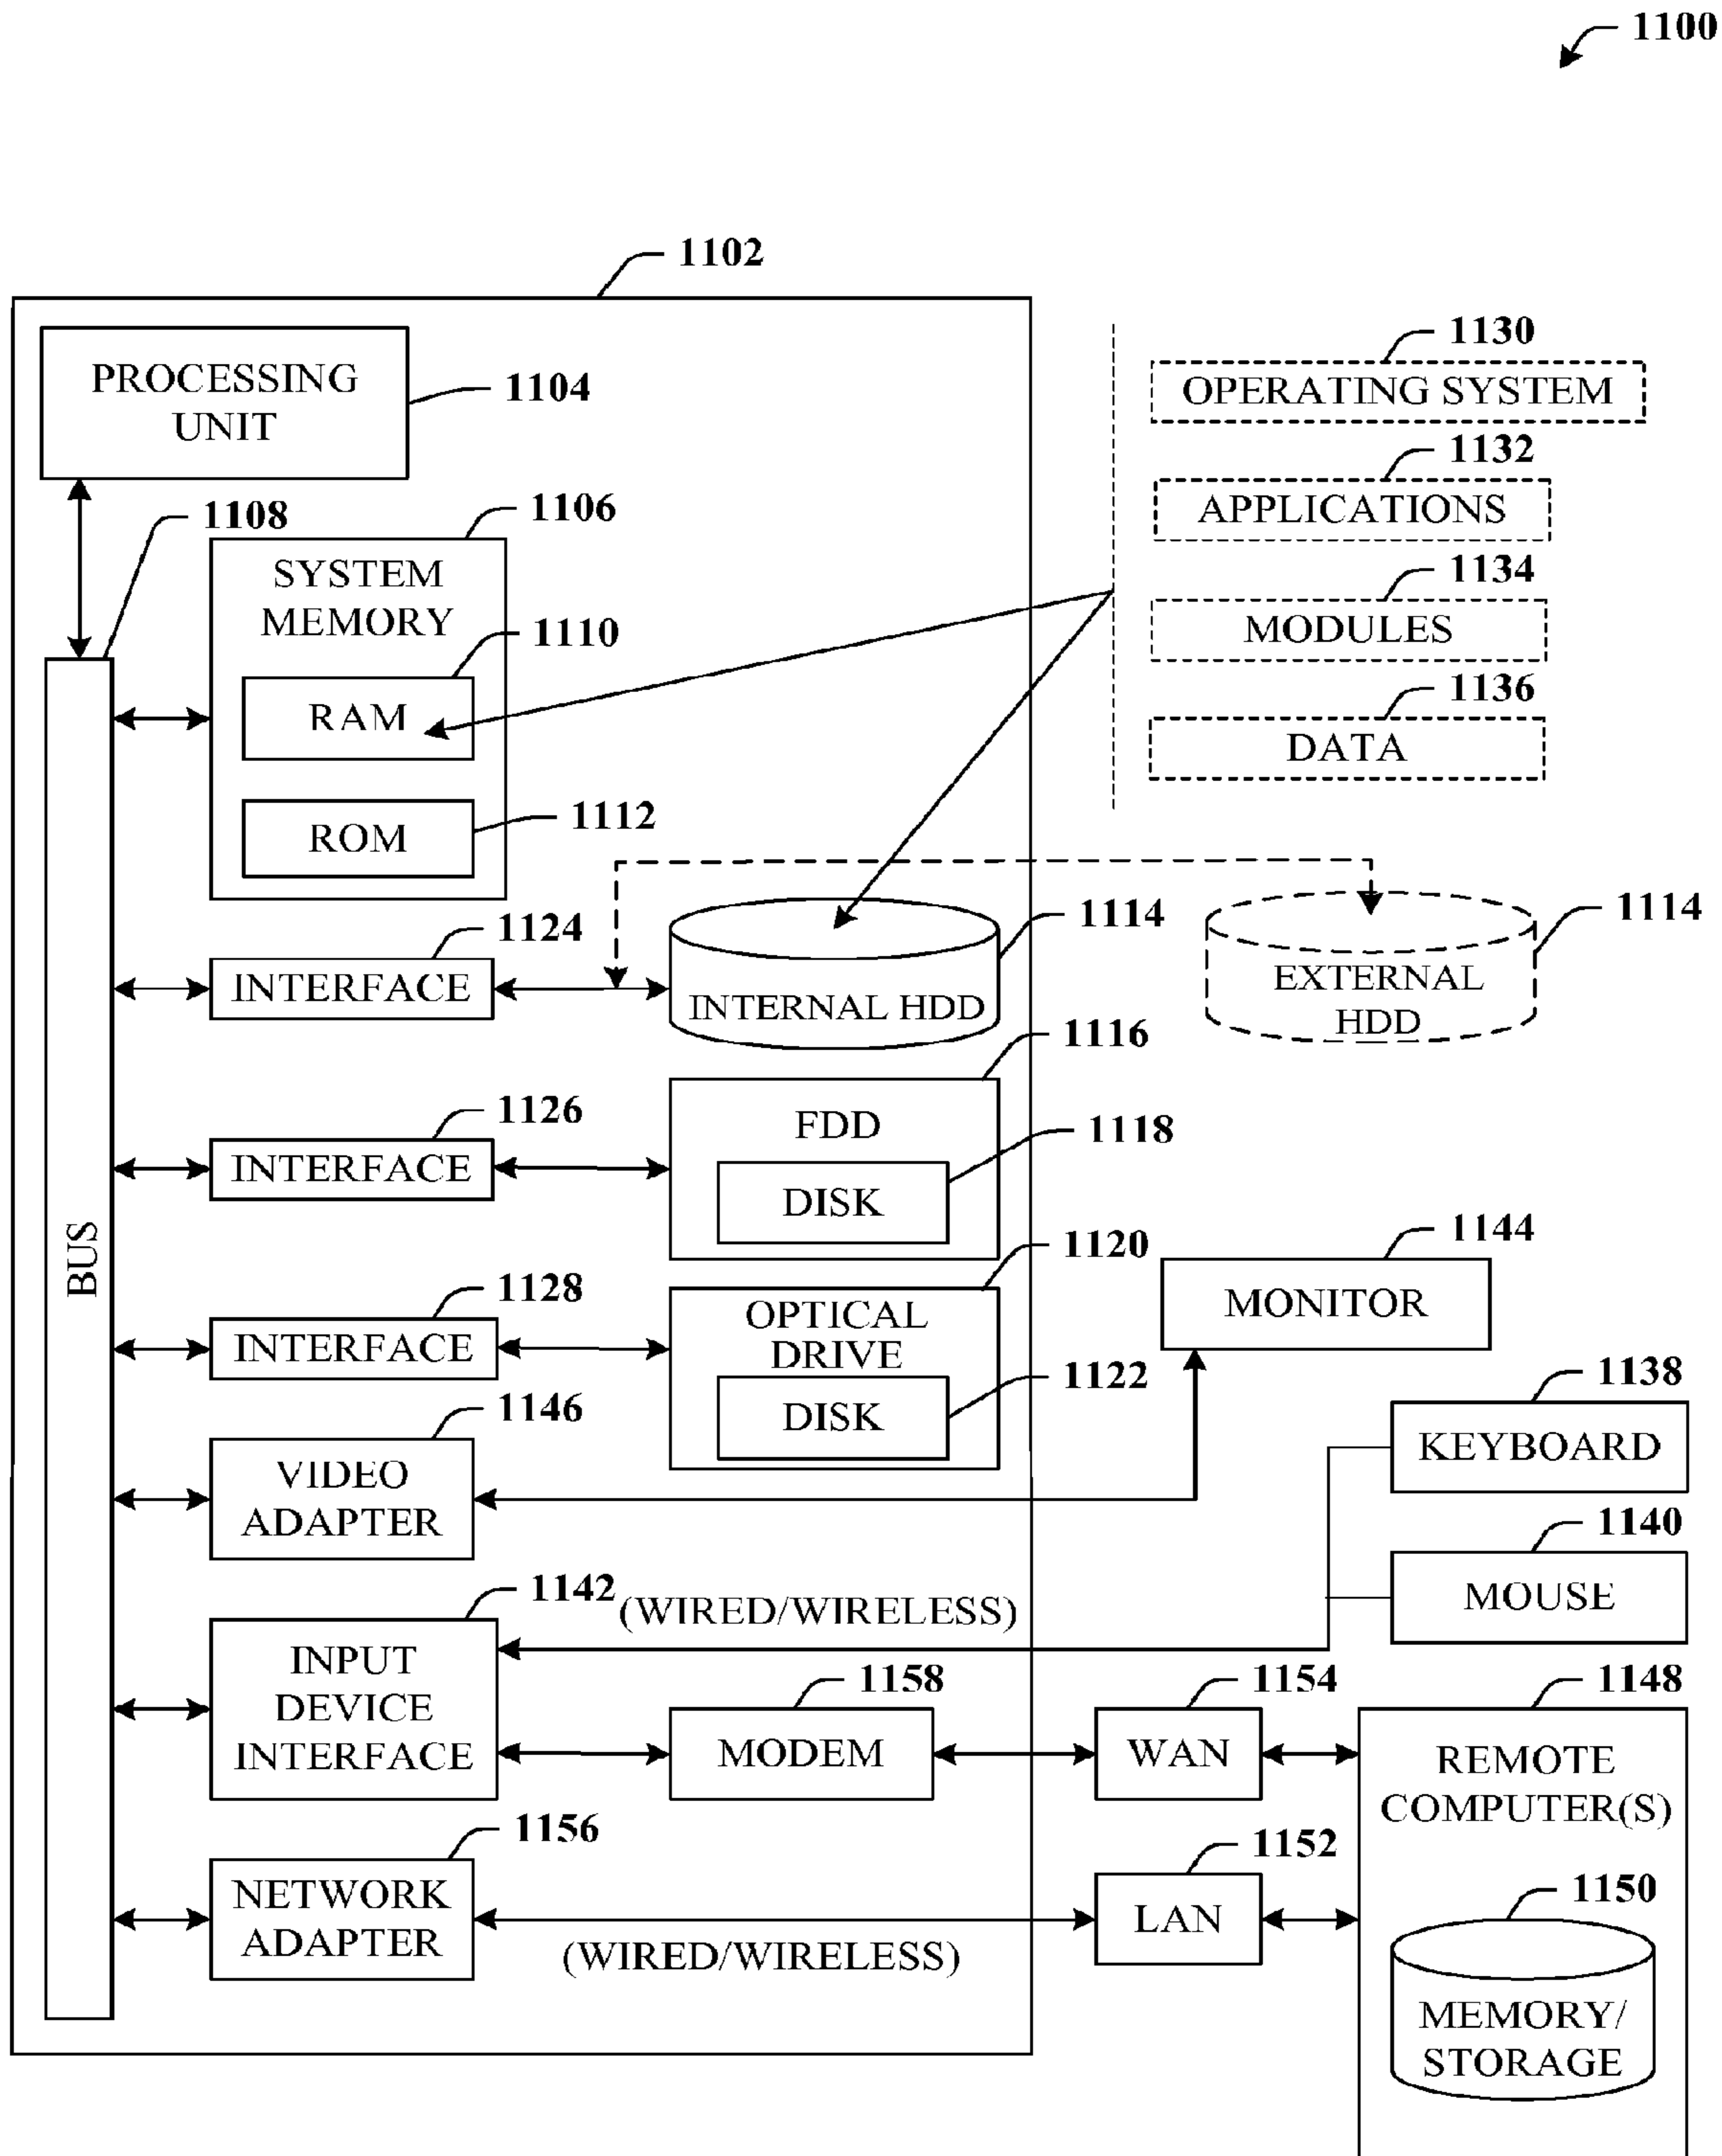 1100
1102
PROCESSING
UNIT
1104
1130
OPERATING SYSTEM
1132
APPLICATIONS
1134
MODULES
1136
DATA
1108
1106
SYSTEM
MEMORY
1110
RAM
1112
ROM
BUS
1124
INTERFACE
1114
INTERNAL HDD
1114
EXTERNAL
HDD
1126
INTERFACE
1116
FDD
1118
DISK
1128
INTERFACE
1120
OPTICAL
DRIVE
1122
DISK
1144
MONITOR
1146
VIDEO
ADAPTER
1138
KEYBOARD
1140
MOUSE
1142
(WIRED/WIRELESS)
INPUT
DEVICE
INTERFACE
1158
MODEM
1154
WAN
1148
REMOTE
COMPUTER(S)
1156
NETWORK
ADAPTER
(WIRED/WIRELESS)
1152
LAN
1150
MEMORY/
STORAGE